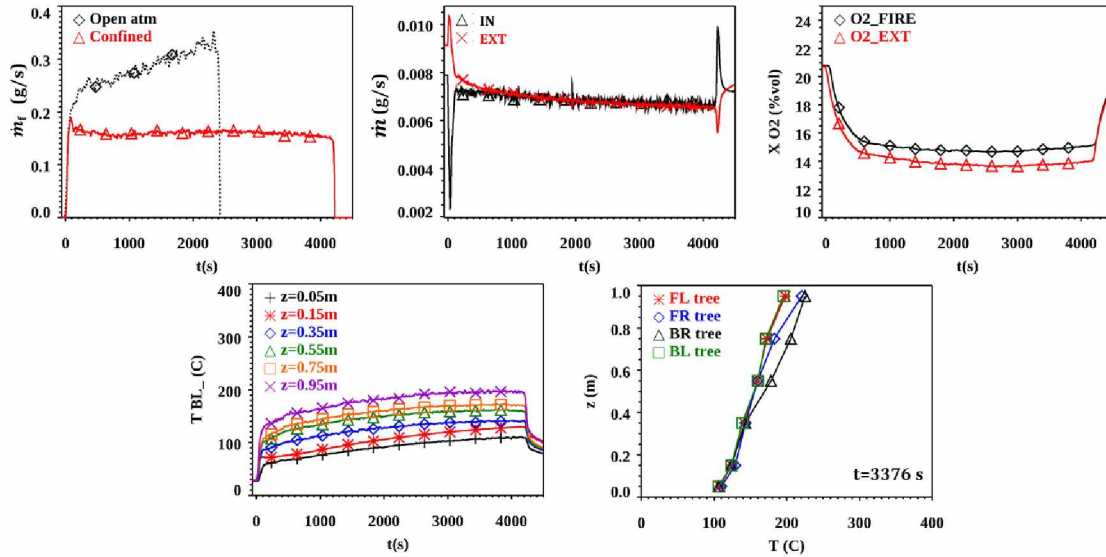 Open atm
Confined
ṁf (g/s)
0.4
0.3
0.2
0.1
0.0
0 1000 2000 3000 4000
t(s)
IN
EXT
ṁ (g/s)
0.010
0.008
0.006
0.004
0.002
0 1000 2000 3000 4000
t(s)
O2_FIRE
O2_EXT
X O2 (%vol)
24
22
20
18
16
14
12
10
0 1000 2000 3000 4000
t(s)
z=0.05m
z=0.15m
z=0.35m
z=0.55m
z=0.75m
z=0.95m
T BL_ (C)
400
300
200
100
0
0 1000 2000 3000 4000
t(s)
FL tree
FR tree
BR tree
BL tree
z (m)
1.0
0.8
0.6
0.4
0.2
0.0
0 100 200 300 400
T (C)
t=3376 s